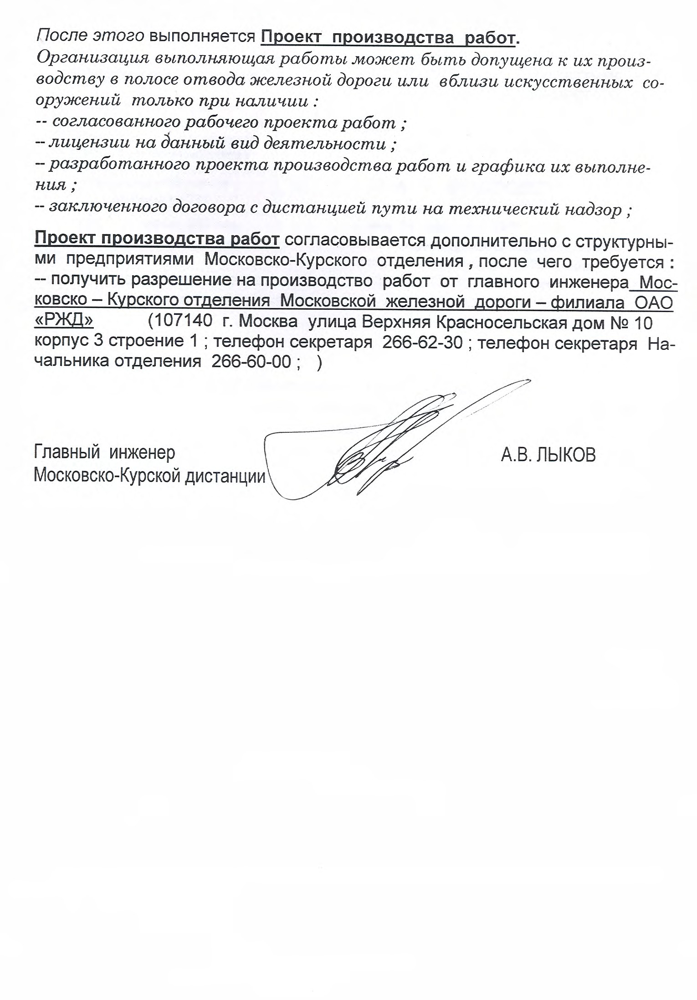 После этого выполняется Проект производства работ.
Организация выполняющая работы может быть допущена к их произ-
водству в полосе отвода железной дороги или вблизи искусственных со-
оружений только при наличии :
-- согласованного рабочего проекта работ ;
-- лицензии на данный вид деятельности ;
-- разработанного проекта производства работ и графика их выполне-
ния ;
-- заключенного договора с дистанцией пути на технический надзор ;
Проект производства работ согласовывается дополнительно с структурны-
ми предприятиями Московско-Курского отделения , после чего требуется :
-- получить разрешение на производство работ от главного инженера Мос-
ковско – Курского отделения Московской железной дороги – филиала ОАО
«РЖД» (107140 г. Москва улица Верхняя Красносельская дом № 10
корпус 3 строение 1 ; телефон секретаря 266-62-30 ; телефон секретаря На-
чальника отделения 266-60-00 ; )
Главный инженер А.В. ЛЫКОВ
Московско-Курской дистанции